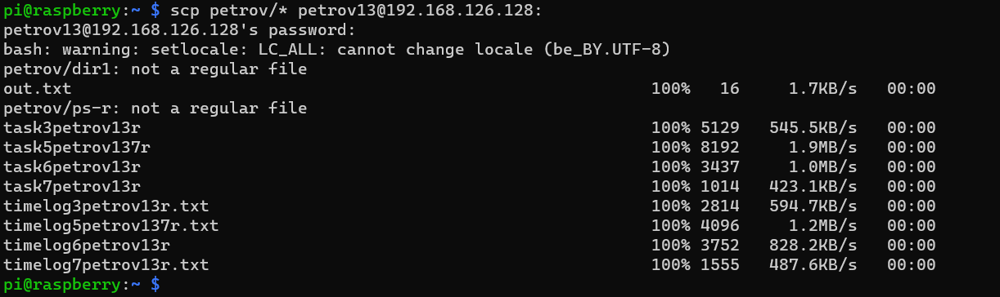 pi@raspberry:~ $ scp petrov/* petrov13@192.168.126.128:
petrov13@192.168.126.128's password:
bash: warning: setlocale: LC_ALL: cannot change locale (be_BY.UTF-8)
petrov/dir1: not a regular file
out.txt 100% 16 1.7KB/s 00:00
petrov/ps-r: not a regular file
task3petrov13r 100% 5129 545.5KB/s 00:00
task5petrov137r 100% 8192 1.9MB/s 00:00
task6petrov13r 100% 3437 1.0MB/s 00:00
task7petrov13r 100% 1014 423.1KB/s 00:00
timelog3petrov13r.txt 100% 2814 594.7KB/s 00:00
timelog5petrov137r.txt 100% 4096 1.2MB/s 00:00
timelog6petrov13r 100% 3752 828.2KB/s 00:00
timelog7petrov13r.txt 100% 1555 487.6KB/s 00:00
pi@raspberry:~ $